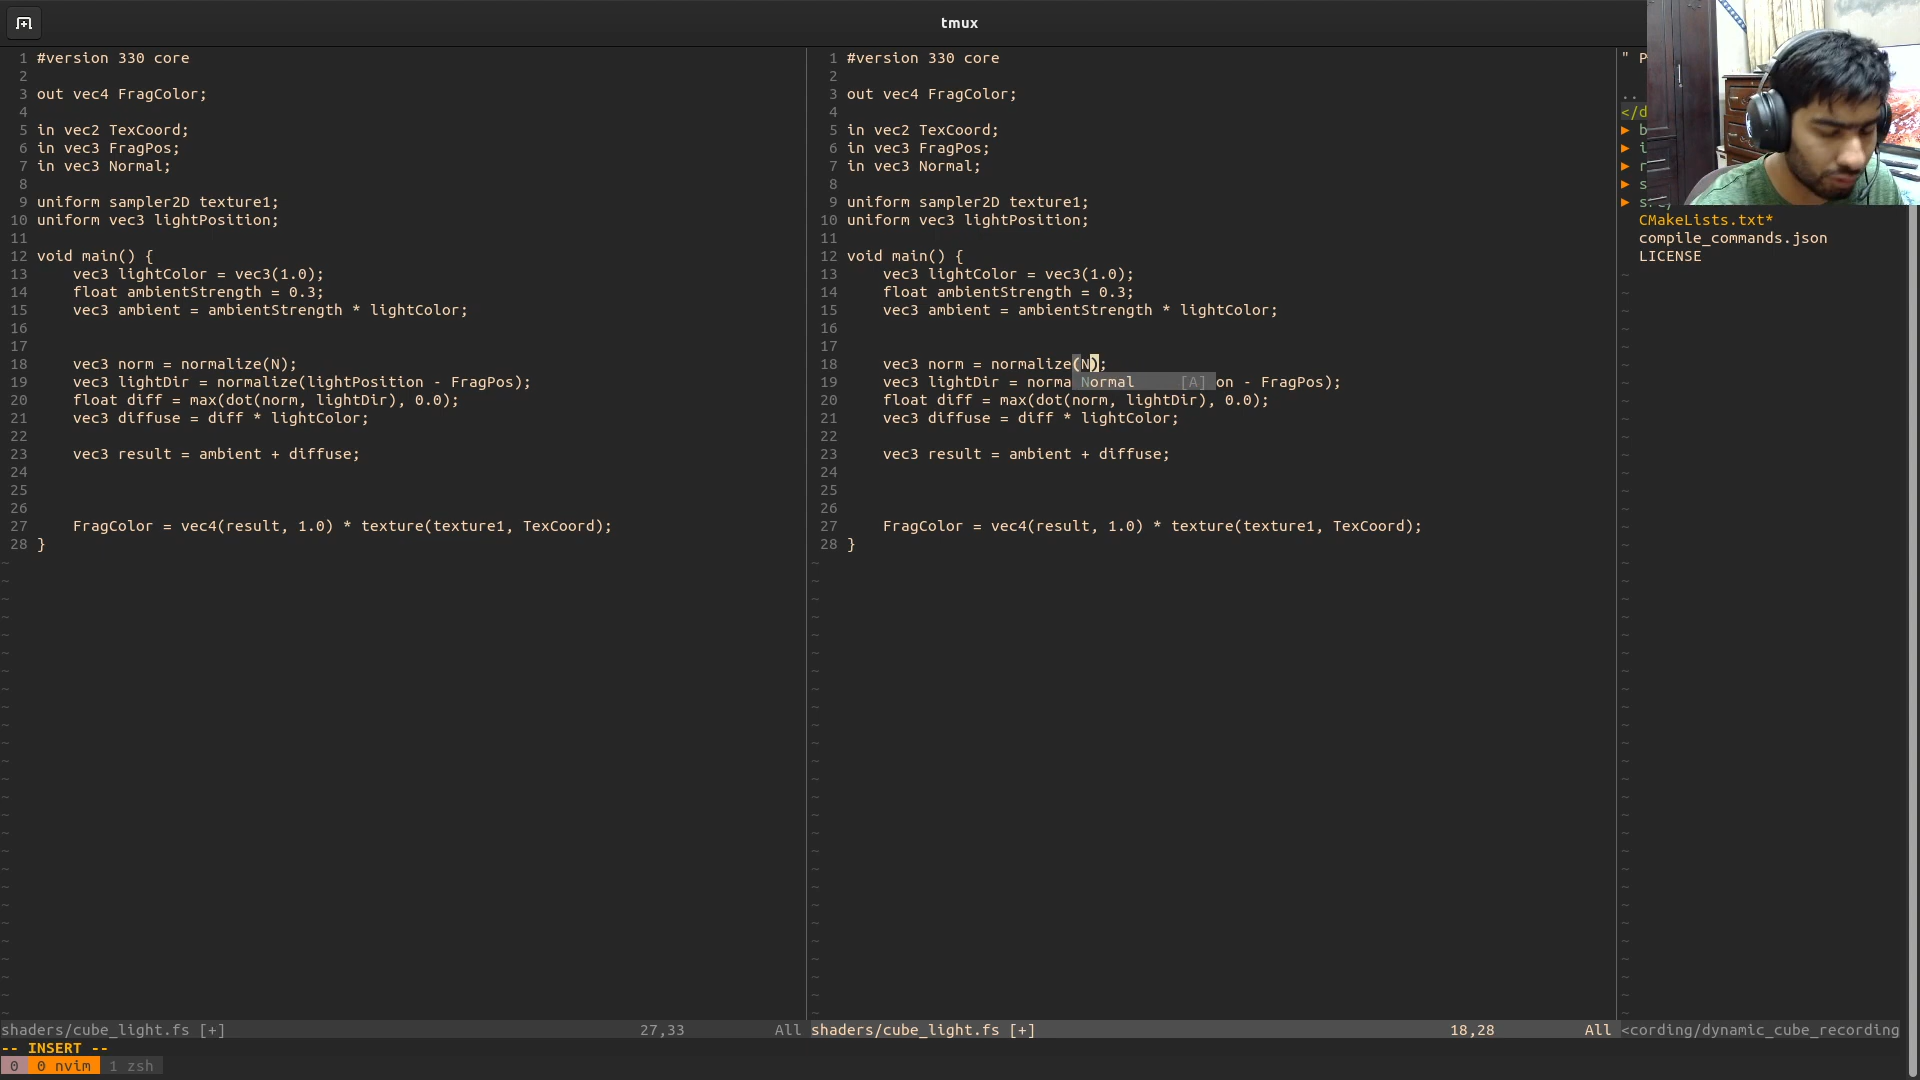 tmux
1 #version 330 core
2
3 out vec4 FragColor;
4
5 in vec2 TexCoord;
6 in vec3 FragPos;
7 in vec3 Normal;
8
9 uniform sampler2D texture1;
10 uniform vec3 lightPosition;
11
12 void main() {
13 vec3 lightColor = vec3(1.0);
14 float ambientStrength = 0.3;
15 vec3 ambient = ambientStrength * lightColor;
16
17
18 vec3 norm = normalize(N);
19 vec3 lightDir = normalize(lightPosition - FragPos);
20 float diff = max(dot(norm, lightDir), 0.0);
21 vec3 diffuse = diff * lightColor;
22
23 vec3 result = ambient + diffuse;
24
25
26
27 FragColor = vec4(result, 1.0) * texture(texture1, TexCoord);
28 }
shaders/cube_light.fs [+] 27,33 All
1 #version 330 core
2
3 out vec4 FragColor;
4
5 in vec2 TexCoord;
6 in vec3 FragPos;
7 in vec3 Normal;
8
9 uniform sampler2D texture1;
10 uniform vec3 lightPosition;
11
12 void main() {
13 vec3 lightColor = vec3(1.0);
14 float ambientStrength = 0.3;
15 vec3 ambient = ambientStrength * lightColor;
16
17
18 vec3 norm = normalize(N);
19 vec3 lightDir = norma Normal [A] on - FragPos);
20 float diff = max(dot(norm, lightDir), 0.0);
21 vec3 diffuse = diff * lightColor;
22
23 vec3 result = ambient + diffuse;
24
25
26
27 FragColor = vec4(result, 1.0) * texture(texture1, TexCoord);
28 }
shaders/cube_light.fs [+] 18,28 All
" P
..
</d
▸ b
▸ i
▸ r
▸ s
CMakeLists.txt*
compile_commands.json
LICENSE
<cording/dynamic_cube_recording
-- INSERT --
0 0 nvim 1 zsh